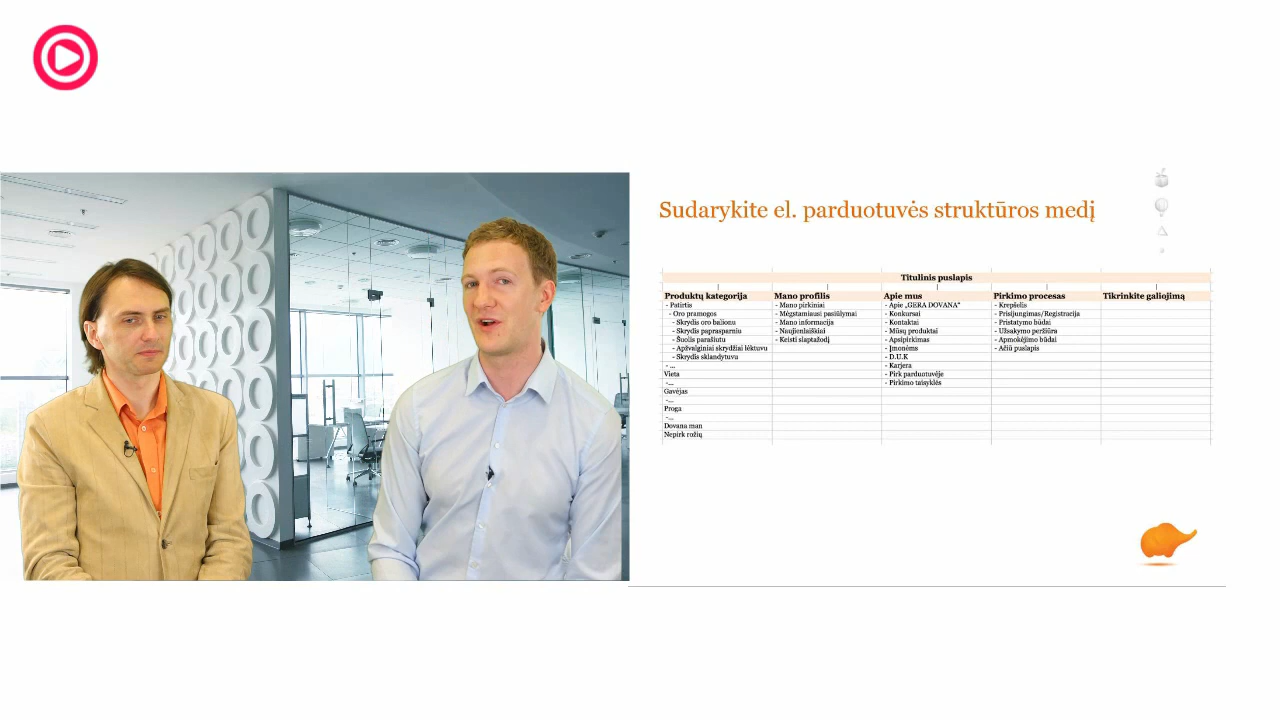 Sudarykite el. parduotuvės struktūros medį
Titulinis puslapis
Produktų kategorija
- Patirtis
- Oro pramogos
- Skrydis oro balionu
- Skrydis paprasparniu
- Šuolis parašiutu
- Apžvalginiai skrydžiai lėktuvu
- Skrydis sklandytuvu
- ...
Vieta
-...
Gavėjas
-...
Proga
-...
Dovana man
Nepirk rožių
Mano profilis
- Mano pirkiniai
- Mėgstamiausi pasiūlymai
- Mano informacija
- Naujienlaiškiai
- Keisti slaptažodį
Apie mus
- Apie „GERA DOVANA“
- Konkursai
- Kontaktai
- Mūsų produktai
- Apsipirkimas
- Įmonėms
- D.U.K
- Karjera
- Pirk parduotuvėje
- Pirkimo taisyklės
Pirkimo procesas
- Krepšelis
- Prisijungimas/Registracija
- Pristatymo būdai
- Užsakymo peržiūra
- Apmokėjimo būdai
- Ačiū puslapis
Tikrinkite galiojimą